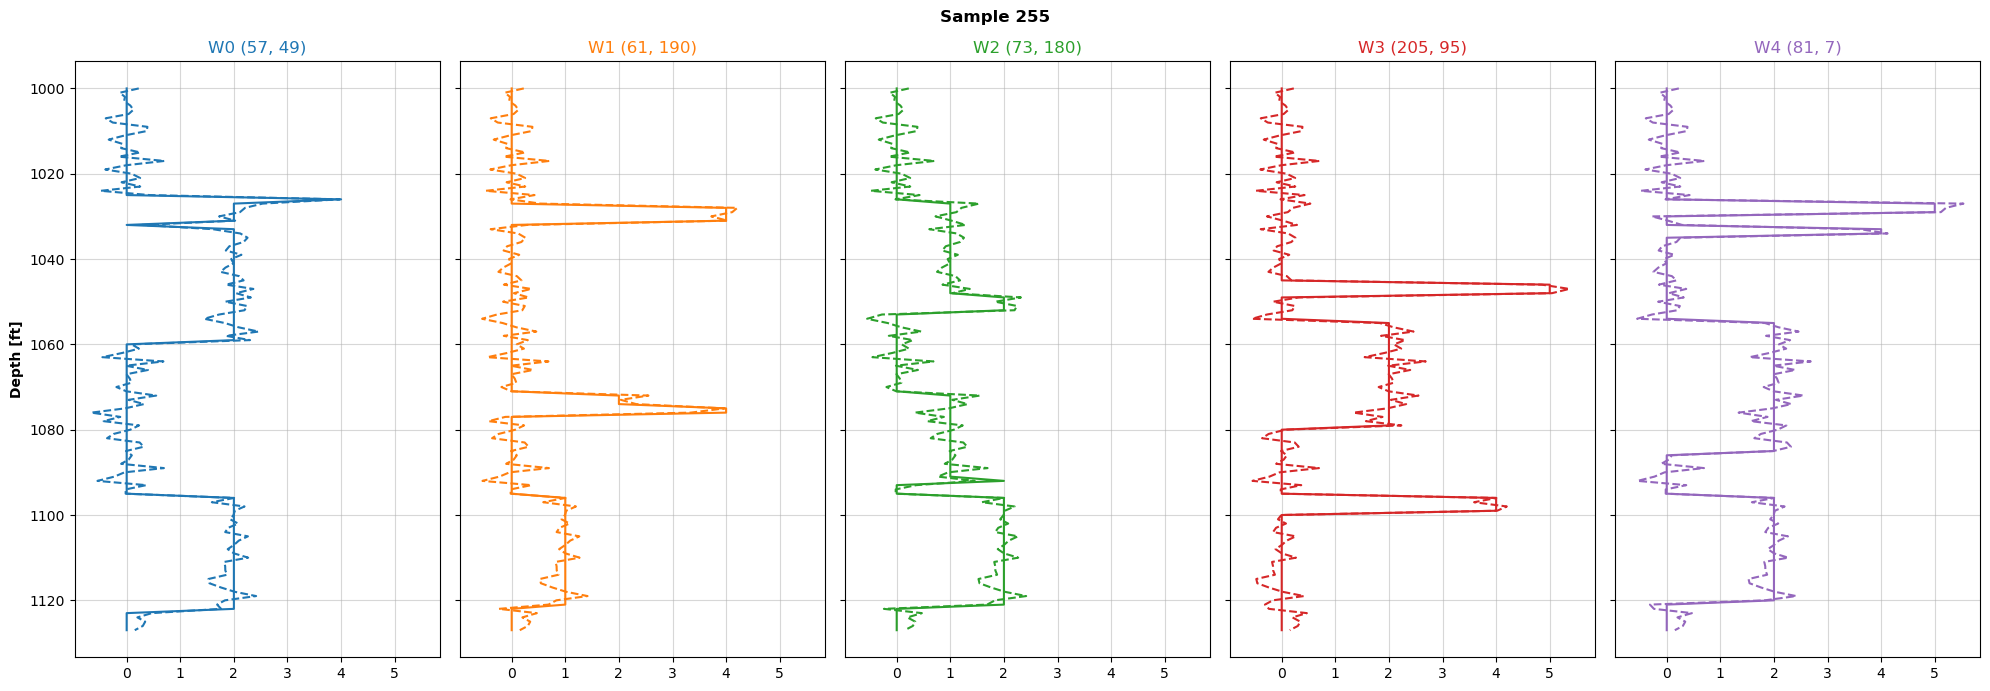 Sample 255
W0 (57, 49)
W1 (61, 190)
W2 (73, 180)
W3 (205, 95)
W4 (81, 7)
Depth [ft]
1000
1020
1040
1060
1080
1100
1120
0 1 2 3 4 5
0 1 2 3 4 5
0 1 2 3 4 5
0 1 2 3 4 5
0 1 2 3 4 5